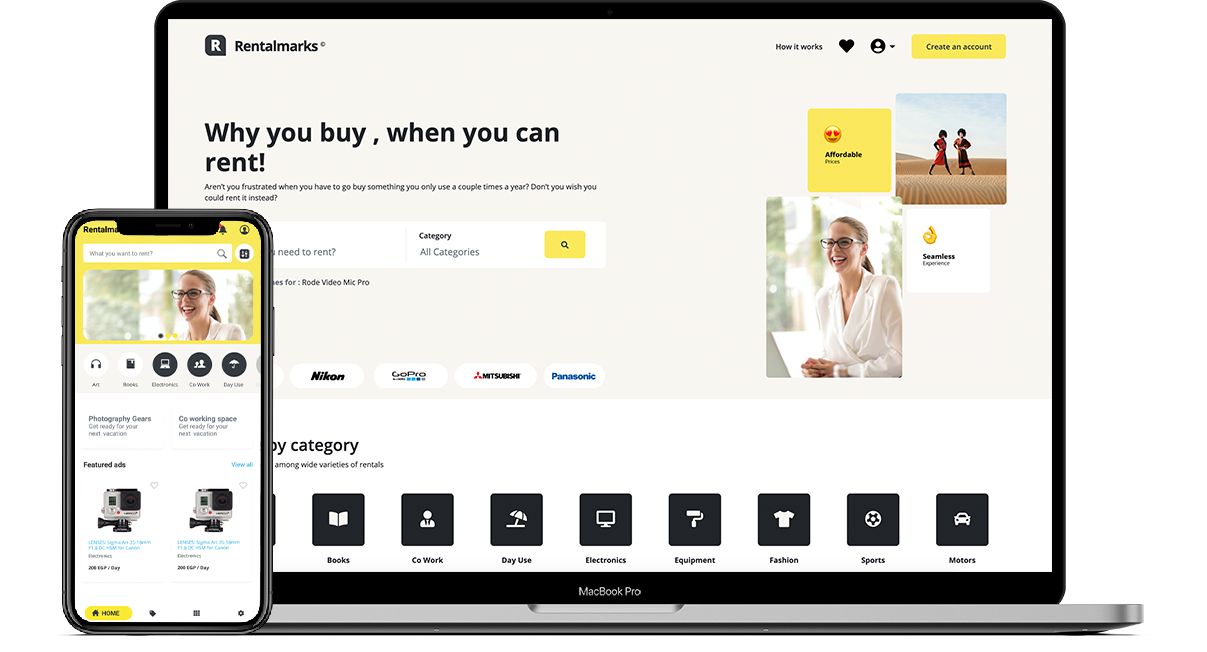 R Rentalmarks ©
How it works
Create an account
Why you buy , when you can
rent!
Aren't you frustrated when you have to go buy something you only use a couple times a year? Don't you wish you
could rent it instead?
Affordable
Prices
Seamless
Experience
need to rent?
Category
All Categories
for : Rode Video Mic Pro
Nikon
GoPro
MITSUBISHI
Panasonic
by category
among wide varieties of rentals
Books
Co Work
Day Use
Electronics
Equipment
Fashion
Sports
Motors
MacBook Pro
What you want to rent?
Art
Books
Electronics
Co Work
Day Use
Photography Gears
Get ready for your
next vacation
Co working space
Get ready for your
next vacation
Featured ads
View all
LENSES: Sigma Art 35-18mm
F1.8 DC HSM for Canon
Electronics
200 EGP / Day
LENSES: Sigma Art 35-18mm
F1.8 DC HSM for Canon
Electronics
200 EGP / Day
HOME